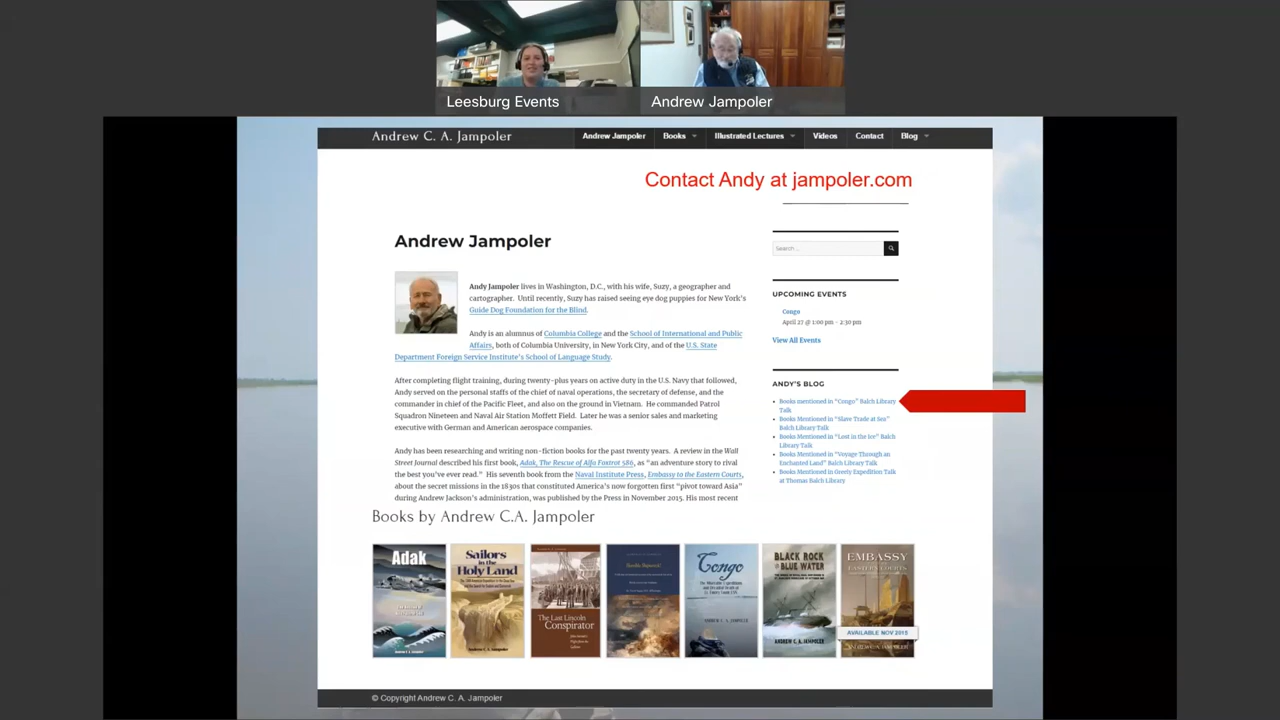 Leesburg Events
Andrew Jampoler
Andrew C. A. Jampoler
Andrew Jampoler
Books
Illustrated Lectures
Videos
Contact
Blog
Contact Andy at jampoler.com
Andrew Jampoler
Andy Jampoler lives in Washington, D.C., with his wife, Suzy, a geographer and
cartographer. Until recently, Suzy has raised seeing eye dog puppies for New York's
Guide Dog Foundation for the Blind.
Andy is an alumnus of Columbia College and the School of International and Public
Affairs, both of Columbia University, in New York City, and of the U.S. State
Department Foreign Service Institute's School of Language Study.
After completing flight training, during twenty-plus years on active duty in the U.S. Navy that followed,
Andy served on the personal staffs of the chief of naval operations, the secretary of defense, and the
commander in chief of the Pacific Fleet, and also on the ground in Vietnam. He commanded Patrol
Squadron Nineteen and Naval Air Station Moffett Field. Later he was a senior sales and marketing
executive with German and American aerospace companies.
Andy has been researching and writing non-fiction books for the past twenty years. A review in the Wall
Street Journal described his first book, Adak, The Rescue of Alfa Foxtrot 586, as "an adventure story to rival
the best you've ever read." His seventh book from the Naval Institute Press, Embassy to the Eastern Courts,
about the secret missions in the 1830s that constituted America's now forgotten first "pivot toward Asia"
during Andrew Jackson's administration, was published by the Press in November 2015. His most recent
Search ...
UPCOMING EVENTS
Congo
April 27 @ 1:00 pm - 2:30 pm
View All Events
ANDY'S BLOG
Books mentioned in "Congo" Balch Library
Talk
Books Mentioned in "Slave Trade at Sea"
Balch Library Talk
Books Mentioned in "Lost in the Ice" Balch
Library Talk
Books Mentioned in "Voyage Through an
Enchanted Land" Balch Library Talk
Books Mentioned in Greely Expedition Talk
at Thomas Balch Library
Books by Andrew C.A. Jampoler
Adak
Sailors
in the
Holy Land
The Last Lincoln
Conspirator
Congo
BLACK ROCK
BLUE WATER
ANDREW C. A. JAMPOLER
EMBASSY
EASTERN COURTS
AVAILABLE NOV 2015
© Copyright Andrew C. A. Jampoler